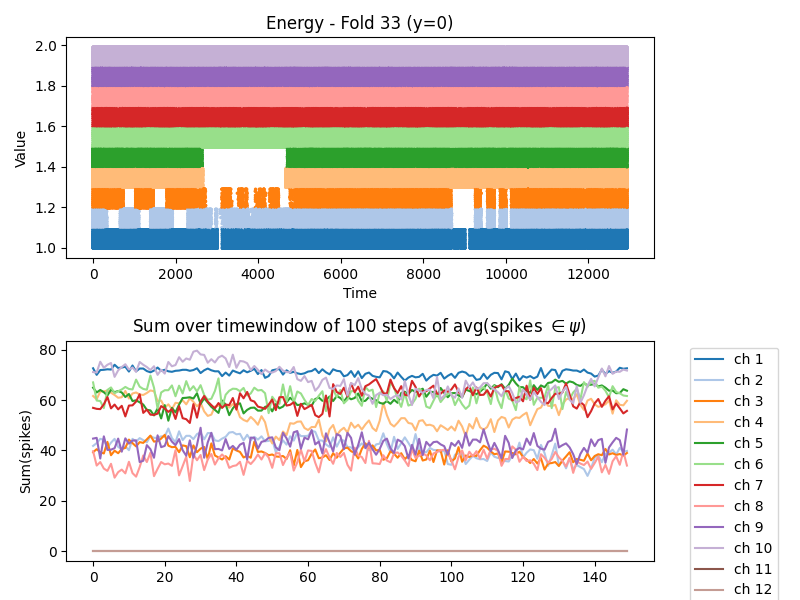 Energy - Fold 33 (y=0)
2.0
1.8
1.6
1.4
1.2
1.0
Value
0 2000 4000 6000 8000 10000 12000
Time
Sum over timewindow of 100 steps of avg(spikes ∈ψ)
80
60
40
20
0
Sum(spikes)
0 20 40 60 80 100 120 140
ch 1
ch 2
ch 3
ch 4
ch 5
ch 6
ch 7
ch 8
ch 9
ch 10
ch 11
ch 12